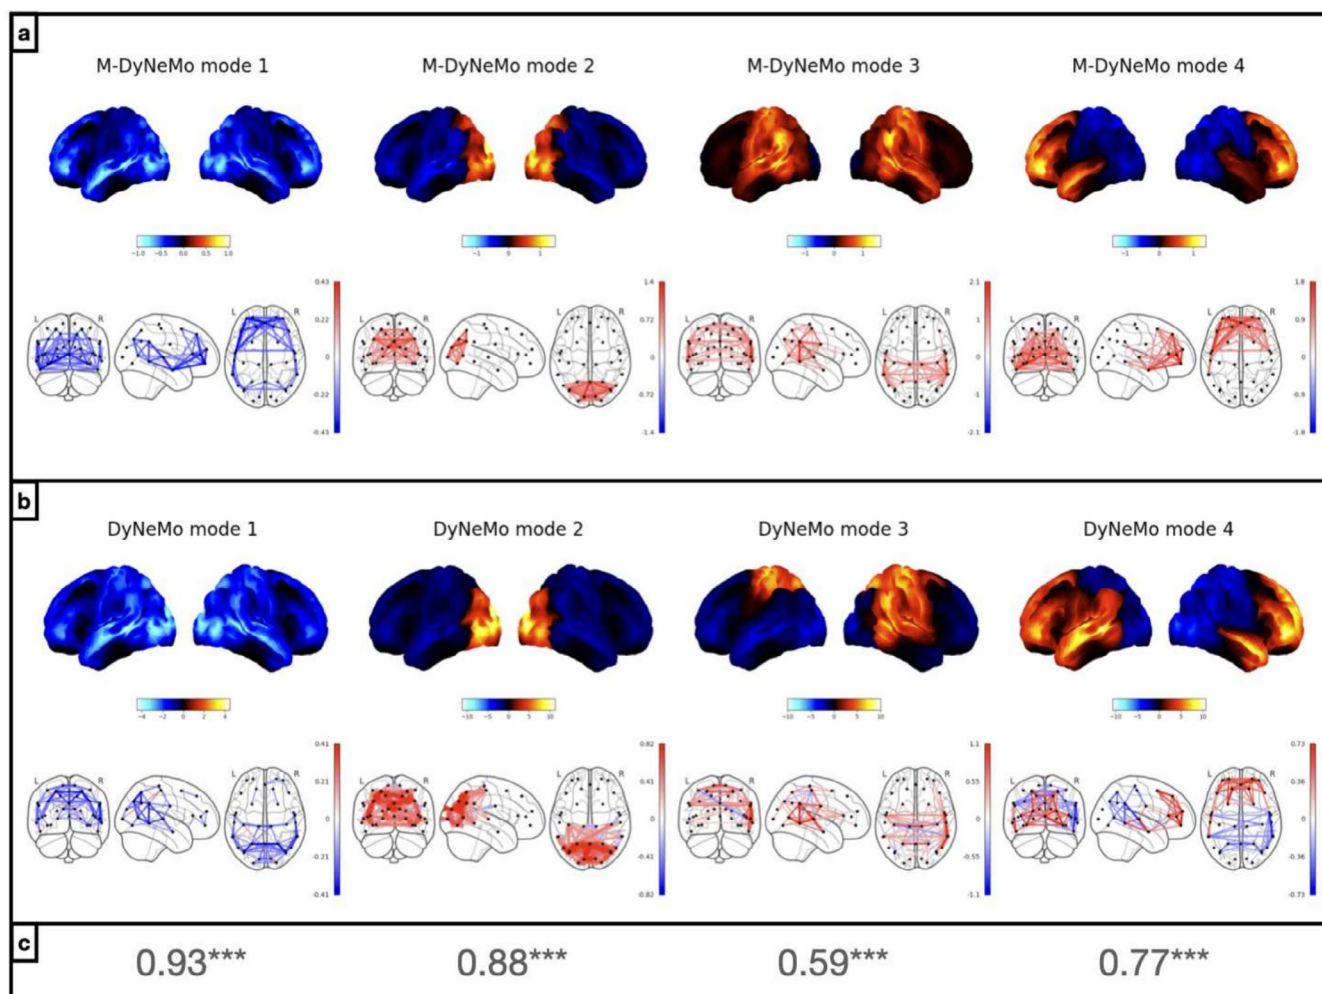 a
M-DyNeMo mode 1 M-DyNeMo mode 2 M-DyNeMo mode 3 M-DyNeMo mode 4
-1.0 -0.5 0.0 0.5 1.0 -1 0 1 -1 0 1 -1 0 1
0.43 1.4 2.1 1.8
L R L R L R L R L R L R L R L R
0.22 0.72 1 0.9
0 0 0 0
-0.22 -0.72 -1 -0.9
-0.43 -1.4 -2.1 -1.8
b
DyNeMo mode 1 DyNeMo mode 2 DyNeMo mode 3 DyNeMo mode 4
-4 -2 0 2 4 -10 -5 0 5 10 -10 -5 0 5 10 -10 -5 0 5 10
0.41 0.82 1.1 0.73
L R L R L R L R L R L R L R L R
0.21 0.41 0.55 0.36
0 0 0 0
-0.21 -0.41 -0.55 -0.36
-0.41 -0.82 -1.1 -0.73
c
0.93*** 0.88*** 0.59*** 0.77***